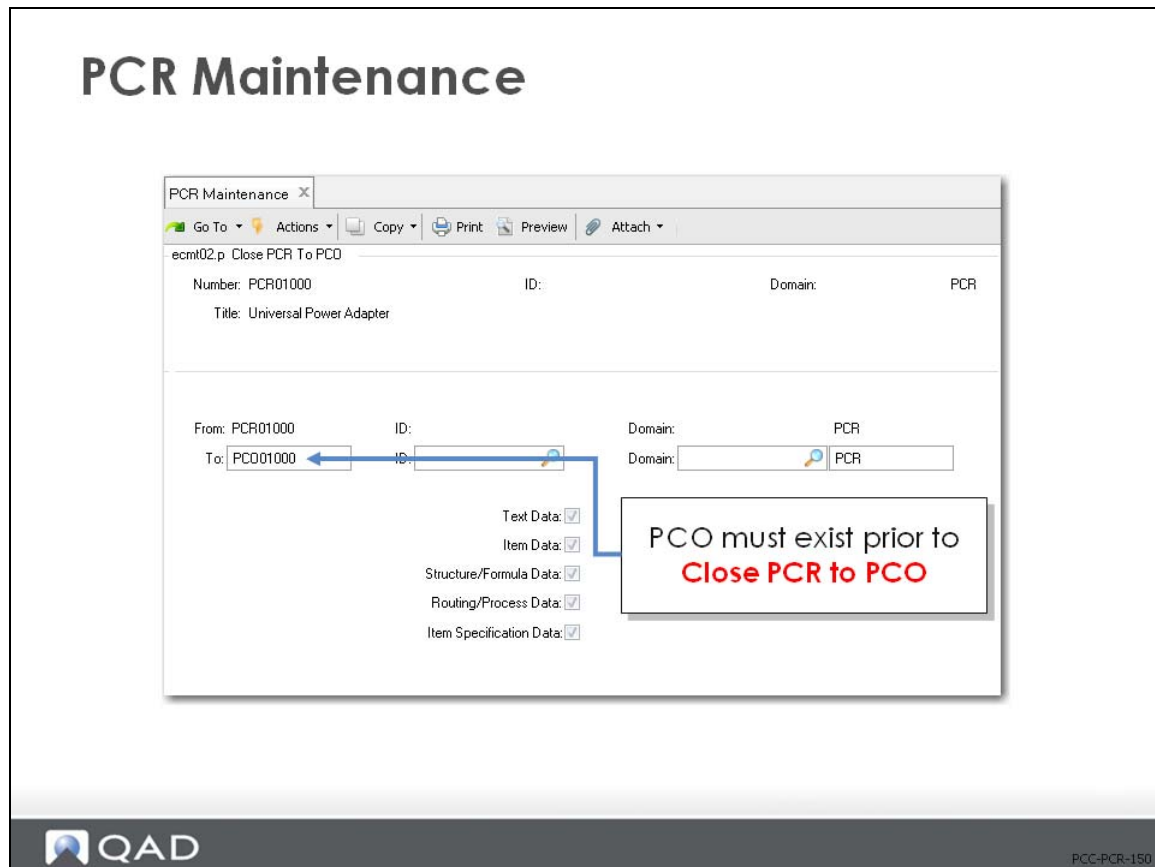 PCR Maintenance
PCR Maintenance
Go To Actions Copy Print Preview Attach
ecmt02.p Close PCR To PCO
Number: PCR01000 ID: Domain: PCR
Title: Universal Power Adapter
From: PCR01000 ID: Domain: PCR
To: PCO01000 ID: Domain: PCR
Text Data:
Item Data:
Structure/Formula Data:
Routing/Process Data:
Item Specification Data:
PCO must exist prior to
Close PCR to PCO
QAD
PCC-PCR-150